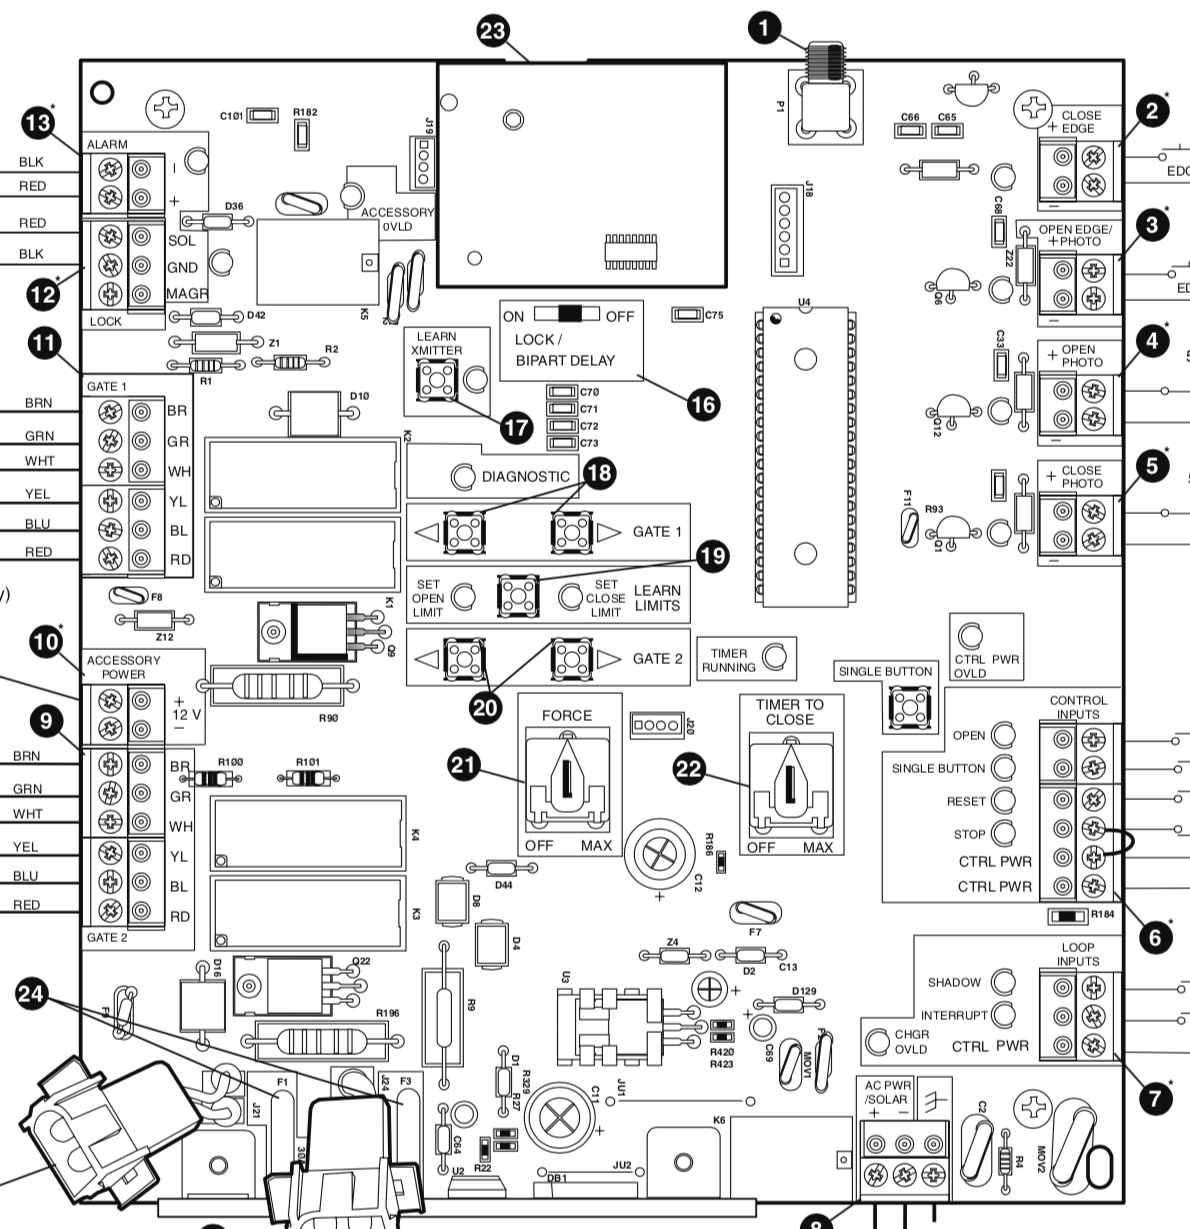 23
1
13*
ALARM
BLK
RED
−
+
C101
R182
J19
P1
C66
C65
+ CLOSE EDGE
−
2*
EDG
RED
BLK
12*
SOL
GND
MAGR
LOCK
D36
D42
Z1
R1
R2
ACCESSORY
OVLD
K5
J18
C68
Z22
Q6
OPEN EDGE/
+ PHOTO
−
3*
ED
ON
OFF
LOCK /
BIPART DELAY
16
C75
U4
LEARN
XMITTER
17
C70
C71
C72
C73
C33
Q12
+ OPEN
PHOTO
−
4*
5
11
GATE 1
BRN
GRN
WHT
YEL
BLU
RED
BR
GR
WH
YL
BL
RD
D10
K2
DIAGNOSTIC
18
GATE 1
F11
R93
Q1
+ CLOSE
PHOTO
−
5*
19
SET
OPEN
LIMIT
SET
CLOSE
LIMIT
LEARN
LIMITS
y)
F8
Z12
K1
Q9
GATE 2
20
TIMER
RUNNING
CTRL PWR
OVLD
10*
ACCESSORY
POWER
+
12 V
−
R90
9
BRN
GRN
WHT
YEL
BLU
RED
BR
GR
WH
YL
BL
RD
GATE 2
R100
R101
K4
K3
FORCE
OFF
MAX
21
J20
TIMER TO
CLOSE
OFF
MAX
22
SINGLE BUTTON
CONTROL
INPUTS
OPEN
SINGLE BUTTON
RESET
STOP
CTRL PWR
CTRL PWR
6*
R184
R186
C12
+
D44
D8
D4
F7
Z4
D2
C13
+
D129
LOOP
INPUTS
SHADOW
INTERRUPT
CTRL PWR
CHGR
OVLD
7*
D16
Q22
R196
R9
U3
R420
R423
+
C69
MOV1
24
F1
J21
J24
F3
D1
R329
R27
C64
R22
U2
C11
+
JU1
JU2
DB1
K6
AC PWR
/SOLAR
+ −
C2
R4
MOV2
8